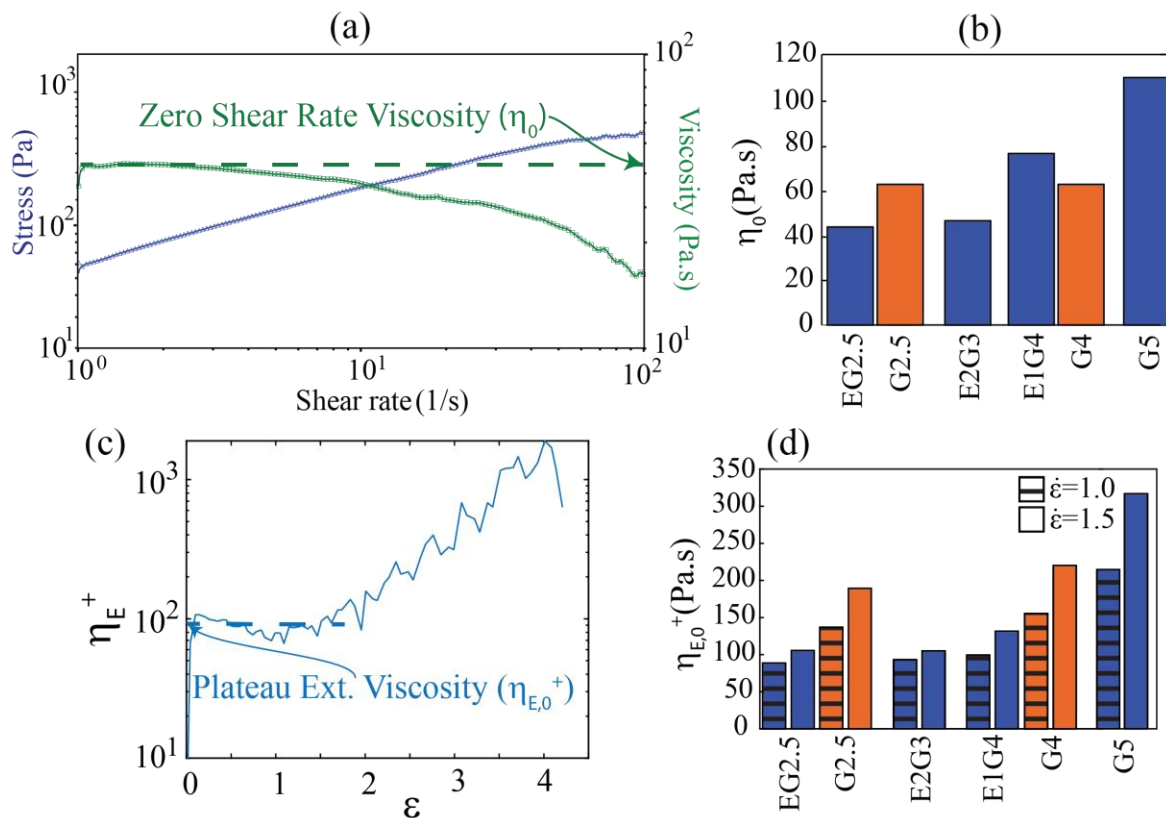 (a)
10³
10²
10¹
Stress (Pa)
Zero Shear Rate Viscosity (η₀)
10²
10¹
Viscosity
(Pa.s)
10⁰
10¹
10²
Shear rate (1/s)
(b)
120
100
80
60
40
20
0
η₀(Pa.s)
EG2.5
G2.5
E2G3
E1G4
G4
G5
(c)
10³
10²
10¹
η_E⁺
Plateau Ext. Viscosity (η_E,0⁺)
0
1
2
3
4
ε
(d)
350
300
250
200
150
100
50
0
η_E,0⁺(Pa.s)
ε̇=1.0
ε̇=1.5
EG2.5
G2.5
E2G3
E1G4
G4
G5